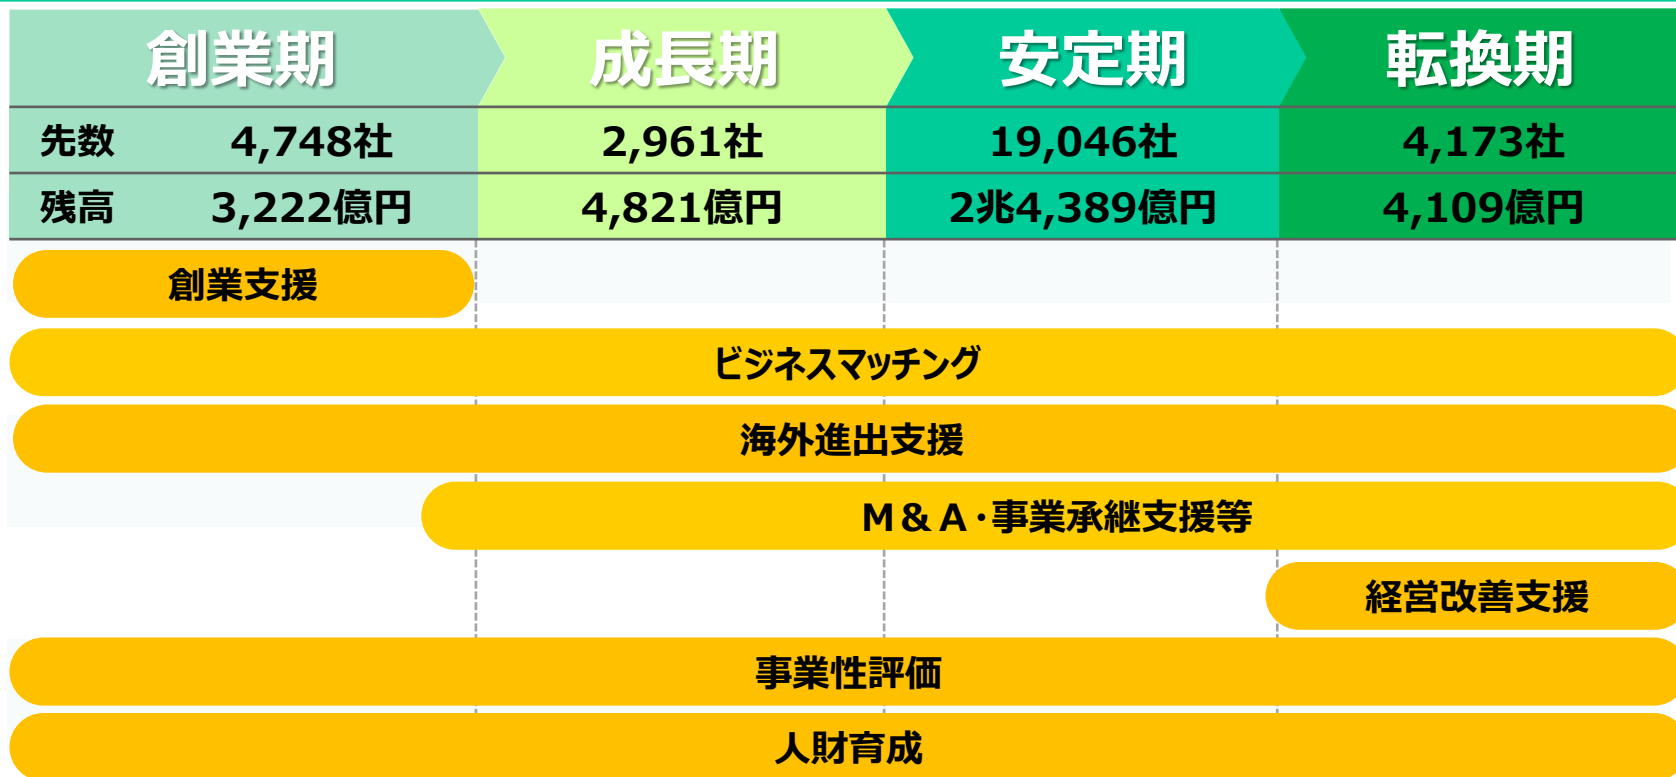 創業期 成長期 安定期 転換期
先数 4,748社 2,961社 19,046社 4,173社
残高 3,222億円 4,821億円 2兆4,389億円 4,109億円
創業支援
ビジネスマッチング
海外進出支援
M&A・事業承継支援等
経営改善支援
事業性評価
人財育成